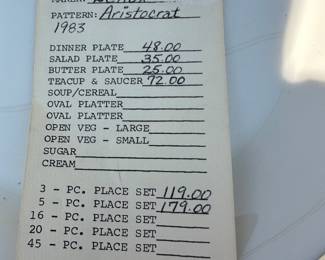 PATTERN: Aristocrat
1983
DINNER PLATE 48.00
SALAD PLATE 35.00
BUTTER PLATE 25.00
TEACUP & SAUCER 72.00
SOUP/CEREAL
OVAL PLATTER
OVAL PLATTER
OPEN VEG - LARGE
OPEN VEG - SMALL
SUGAR
CREAM
3 - PC. PLACE SET 119.00
5 - PC. PLACE SET 179.00
16 - PC. PLACE SET
20 - PC. PLACE SET
45 - PC. PLACE SET